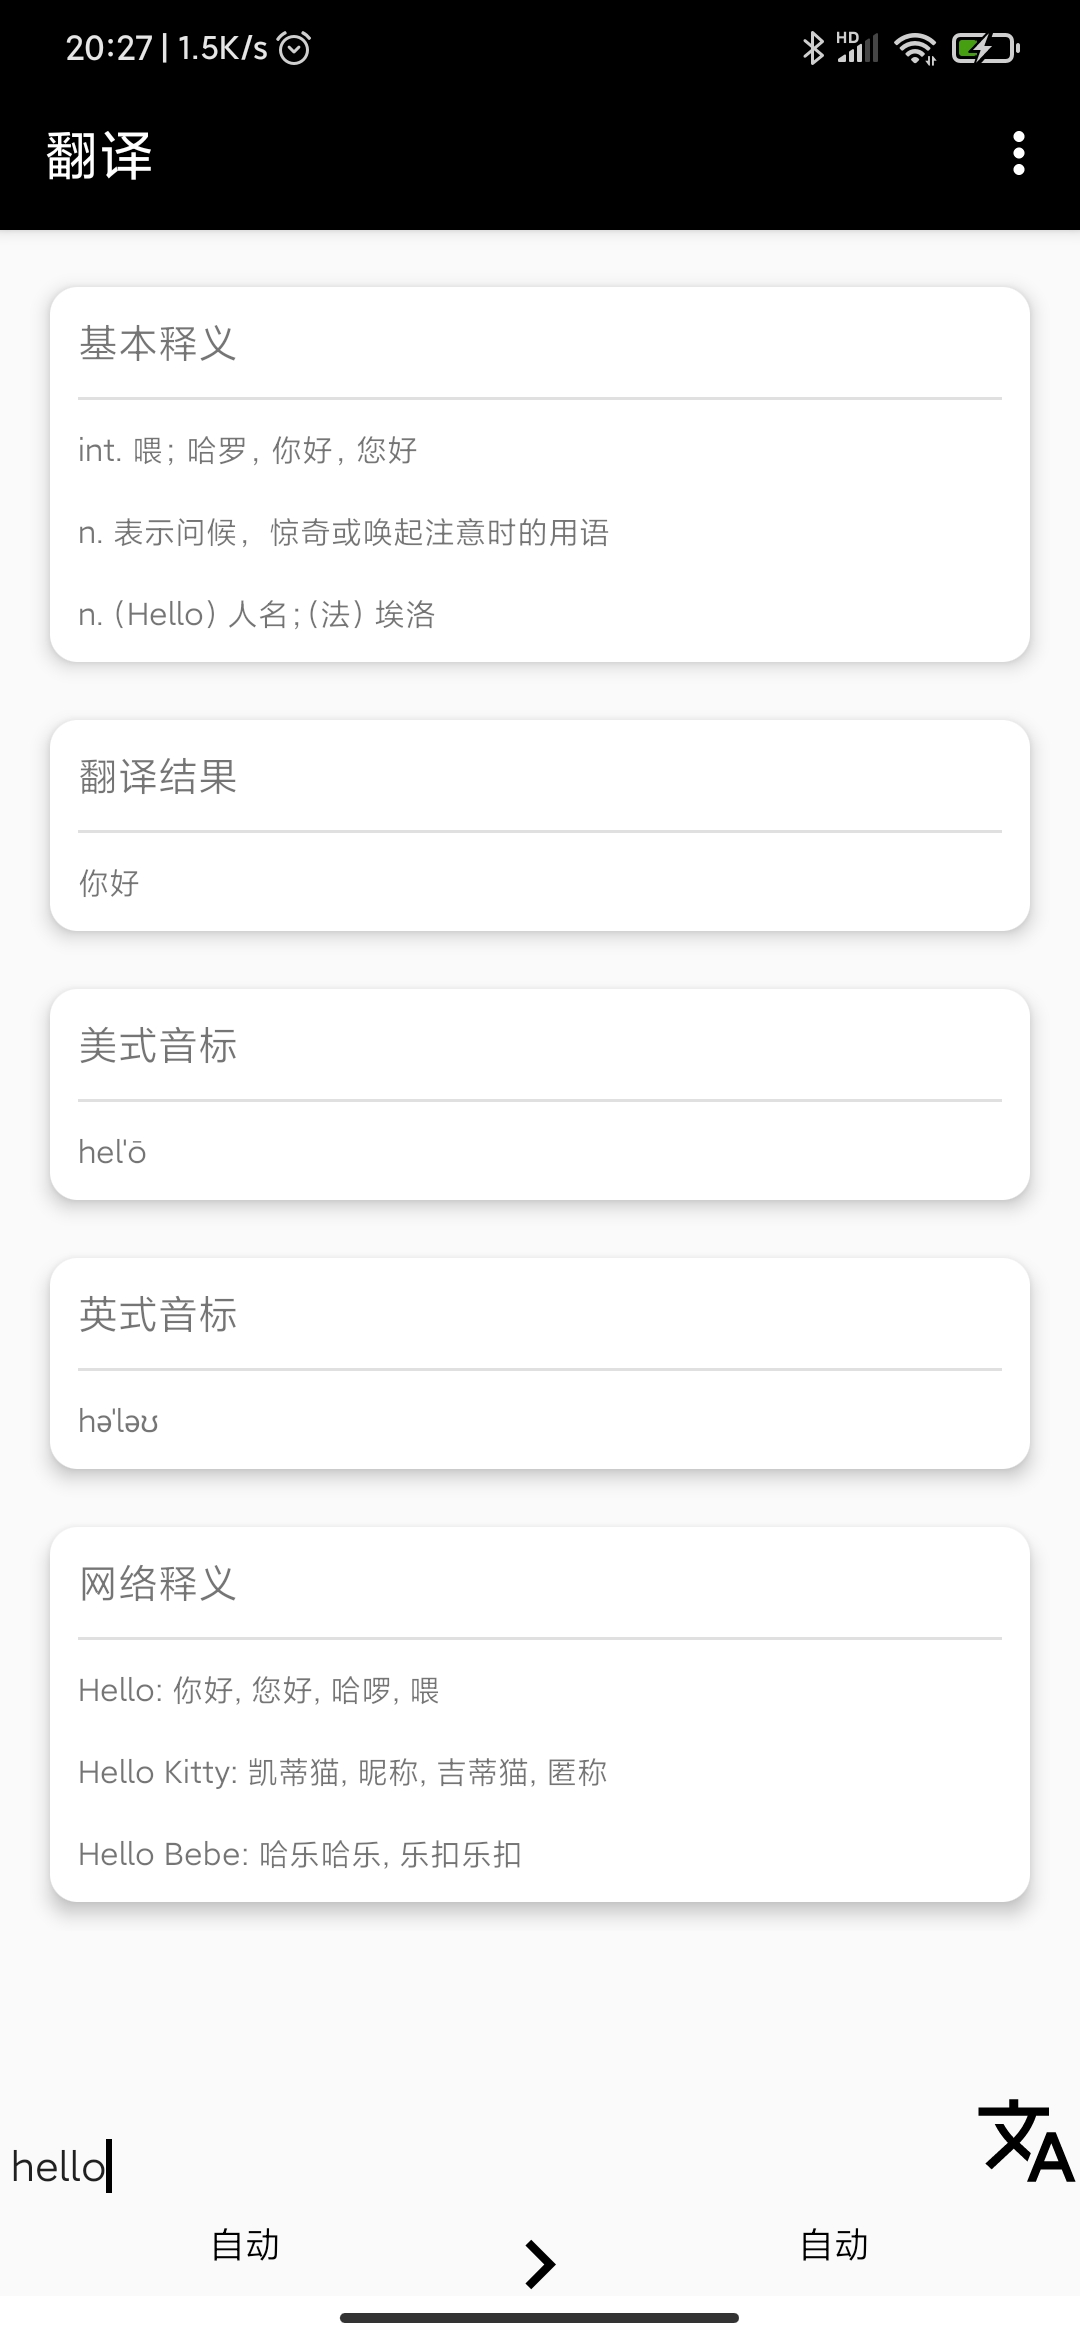 20:27 | 1.5K/s
HD
翻译
基本释义
int. 喂; 哈罗, 你好, 您好
n. 表示问候， 惊奇或唤起注意时的用语
n. (Hello) 人名;(法) 埃洛
翻译结果
你好
美式音标
hel'ō
英式音标
hə'ləʊ
网络释义
Hello: 你好, 您好, 哈啰, 喂
Hello Kitty: 凯蒂猫, 昵称, 吉蒂猫, 匿称
Hello Bebe: 哈乐哈乐, 乐扣乐扣
hello
自动 自动